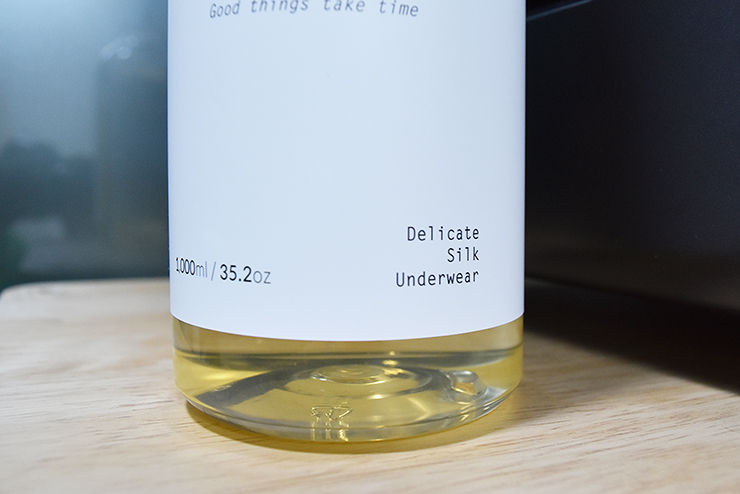 Good things take time
Delicate
Silk
Underwear
1,000ml / 35.2oz